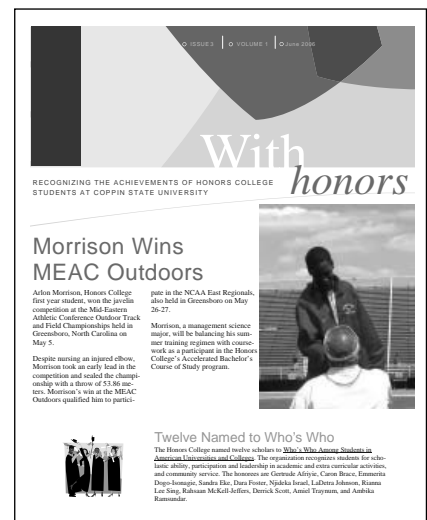 ISSUE 2 VOLUME 1 June 2006
With
honors
RECOGNIZING THE ACHIEVEMENTS OF HONORS COLLEGE
STUDENTS AT COPPIN STATE UNIVERSITY
Morrison Wins
MEAC Outdoors
Arlon Morrison, Honors College
first year student, won the javelin
competition at the Mid-Eastern
Athletic Conference Outdoor Track
and Field Championships held in
Greensboro, North Carolina on
May 5.
Despite nursing an injured elbow,
Morrison took an early lead in the
competition and sealed the champi-
onship with a throw of 53.86 me-
ters. Morrison's win at the MEAC
Outdoors qualified him to partici-
pate in the NCAA East Regionals,
also held in Greensboro on May
26-27.
Morrison, a management science
major, will be balancing his sum-
mer training regimen with course-
work as a participant in the Honors
College's Accelerated Bachelor's
Course of Study program.
Twelve Named to Who's Who
The Honors College named twelve scholars to Who's Who Among Students in
American Universities and Colleges. The organization recognizes students for scho-
lastic ability, participation and leadership in academic and extra curricular activities,
and community service. The honorees are Gertrude Afriyie, Caron Brace, Emmerita
Dogo-Isonagie, Sandra Eke, Dara Foster, Njideka Israel, LaDetra Johnson, Rianna
Lee Sing, Rahsaan McKell-Jeffers, Derrick Scott, Amiel Traynum, and Ambika
Ramsundar.